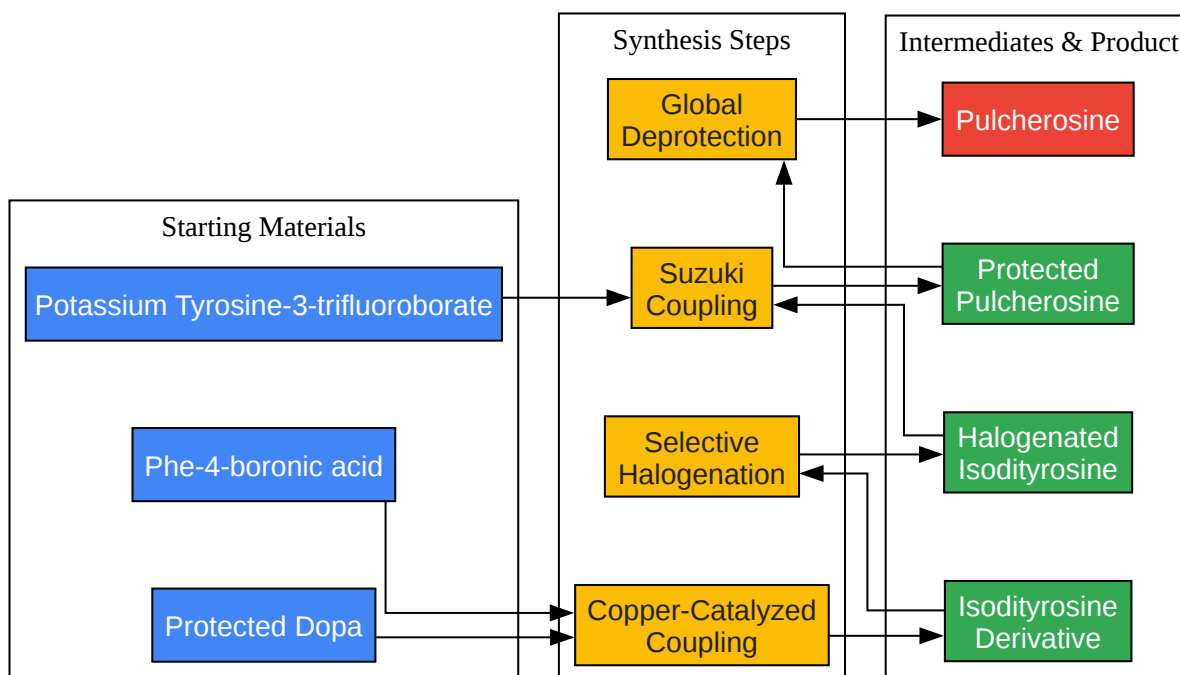 Synthesis Steps
Intermediates & Product
Global
Deprotection
Pulcherosine
Starting Materials
Potassium Tyrosine-3-trifluoroborate
Suzuki
Coupling
Protected
Pulcherosine
Phe-4-boronic acid
Selective
Halogenation
Halogenated
Isodityrosine
Protected Dopa
Copper-Catalyzed
Coupling
Isodityrosine
Derivative